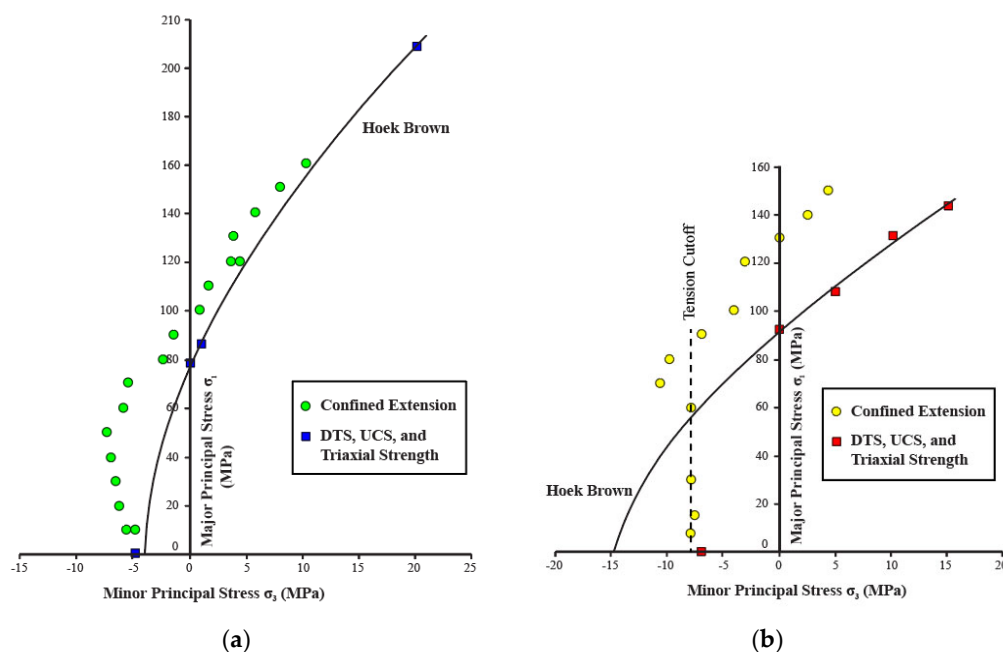 210
200
180
160
140
120
100
80
60
40
20
0
Hoek Brown
Major Principal Stress σ₁
(MPa)
Confined Extension
DTS, UCS, and
Triaxial Strength
-15
-10
-5
0
5
10
15
20
25
Minor Principal Stress σ₃ (MPa)
(a)
160
140
120
100
80
60
40
20
0
Tension Cutoff
Hoek Brown
Major Principal Stress σ₁ (MPa)
Confined Extension
DTS, UCS, and
Triaxial Strength
-20
-15
-10
-5
0
5
10
15
20
Minor Principal Stress σ₃ (MPa)
(b)